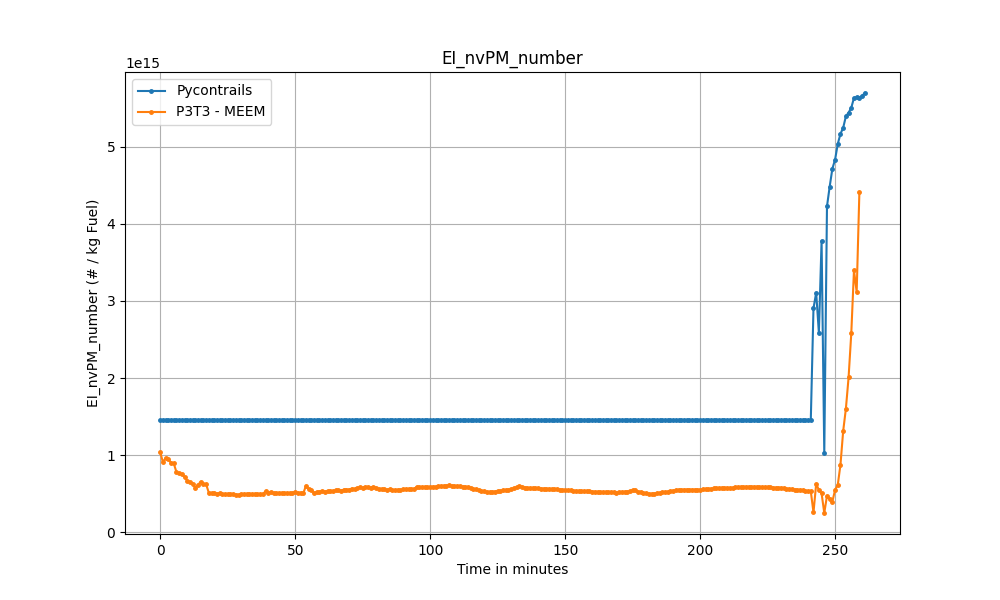 EI_nvPM_number
1e15
Pycontrails
P3T3 - MEEM
EI_nvPM_number (# / kg Fuel)
5
4
3
2
1
0
0 50 100 150 200 250
Time in minutes